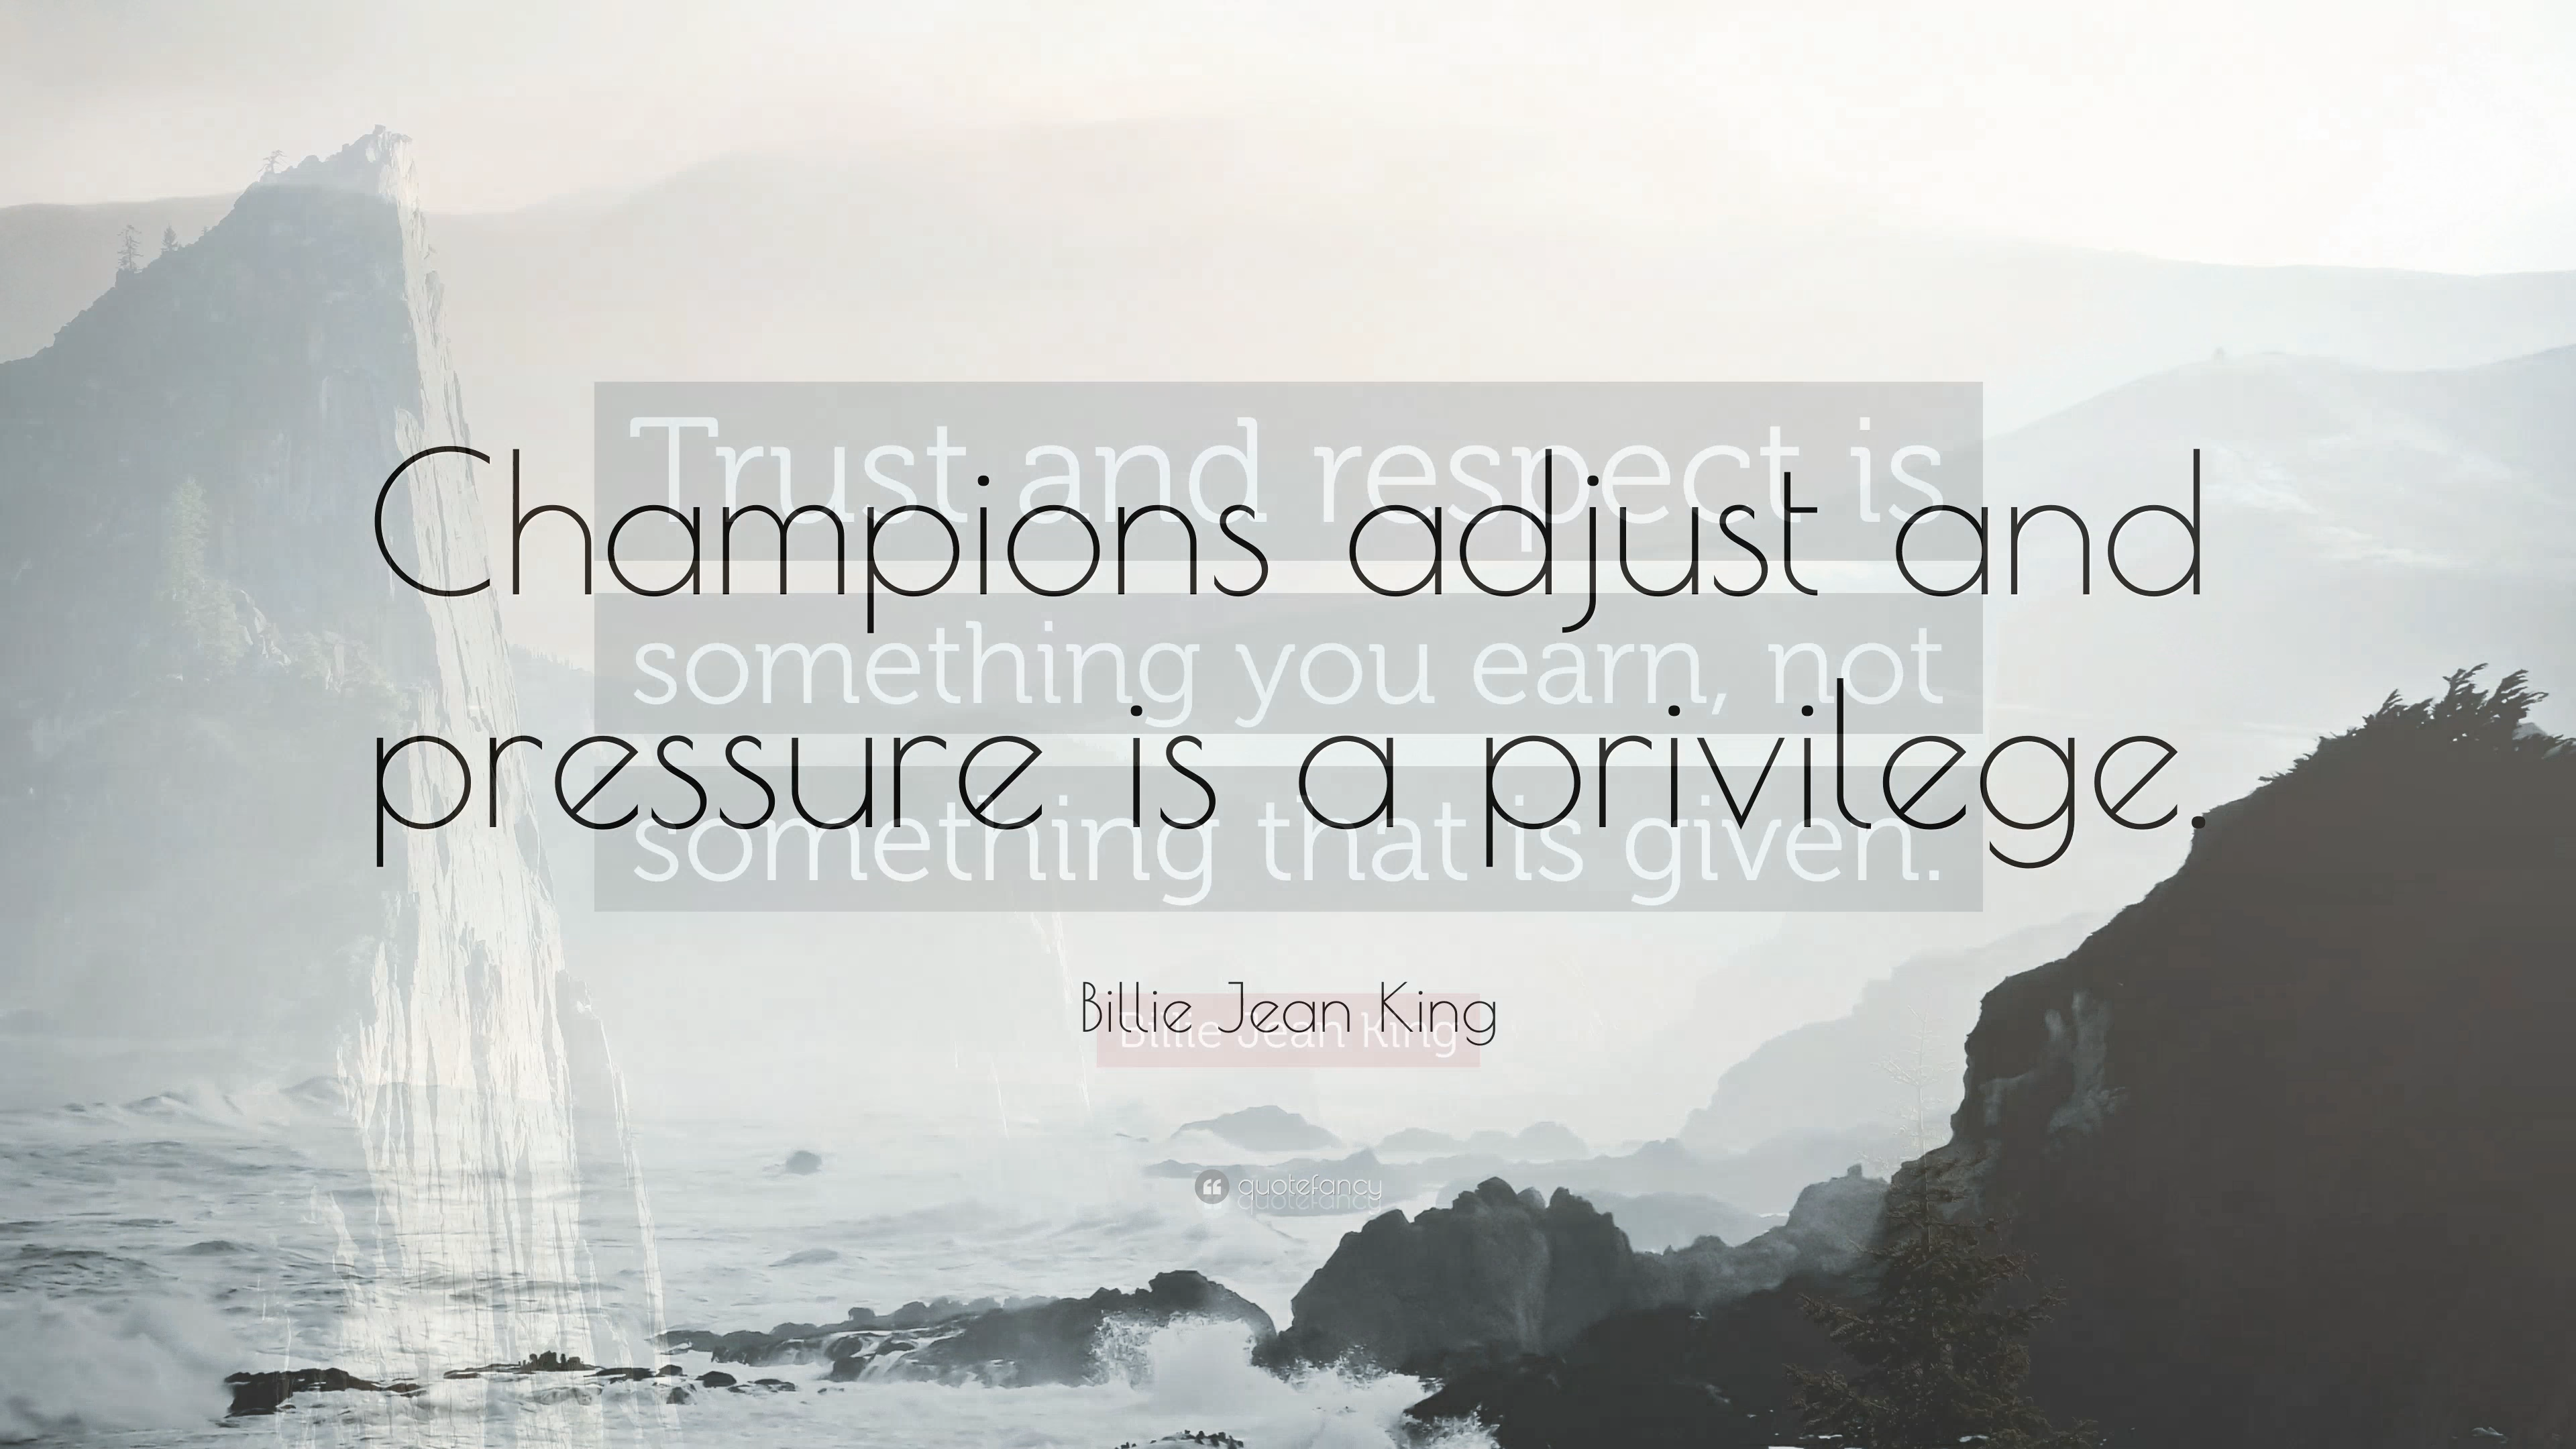 Trust and respect is
Champions adjust and
something you earn, not
pressure is a privilege.
something that is given.
Billie Jean King
Billie Jean King
quotefancy
quotefancy